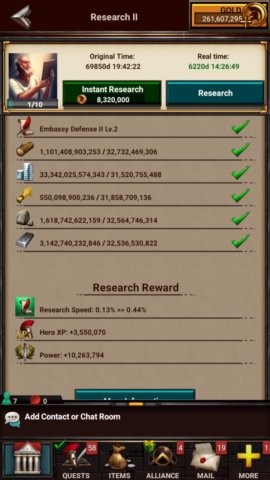 Research II
GOLD
261,607,295
Original Time:
69850d 19:42:22
Real time:
6220d 14:26:49
1/10
Instant Research
8,320,000
Research
Embassy Defense II Lv.2
1,101,408,903,253 / 32,732,469,306
33,342,025,574,343 / 31,520,755,488
550,098,900,236 / 31,858,709,136
1,618,742,622,159 / 32,564,746,314
3,142,740,232,846 / 32,536,530,822
Research Reward
Research Speed: 0.13% >> 0.44%
Hero XP: +3,550,070
Power: +10,263,794
7
0
Add Contact or Chat Room
58
4
19
1
QUESTS
ITEMS
ALLIANCE
MAIL
MORE